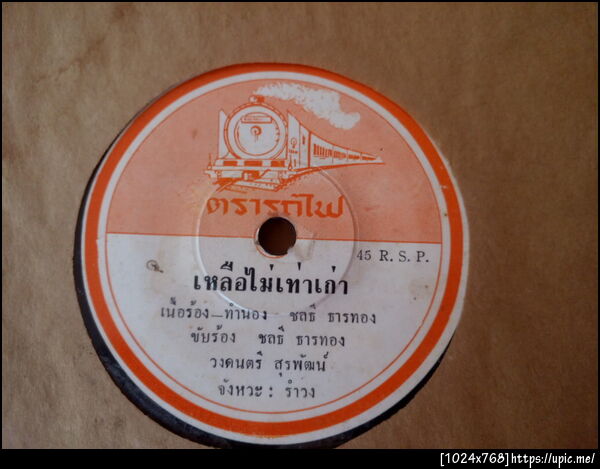 ตรารถไฟ
45 R. S. P.
เหลือไม่เท่าเก่า
เนื้อร้อง—ทำนอง ชลธี ธารทอง
ขับร้อง ชลธี ธารทอง
วงดนตรี สุรพัฒน์
จังหวะ : รำวง
[1024x768]https://upic.me/